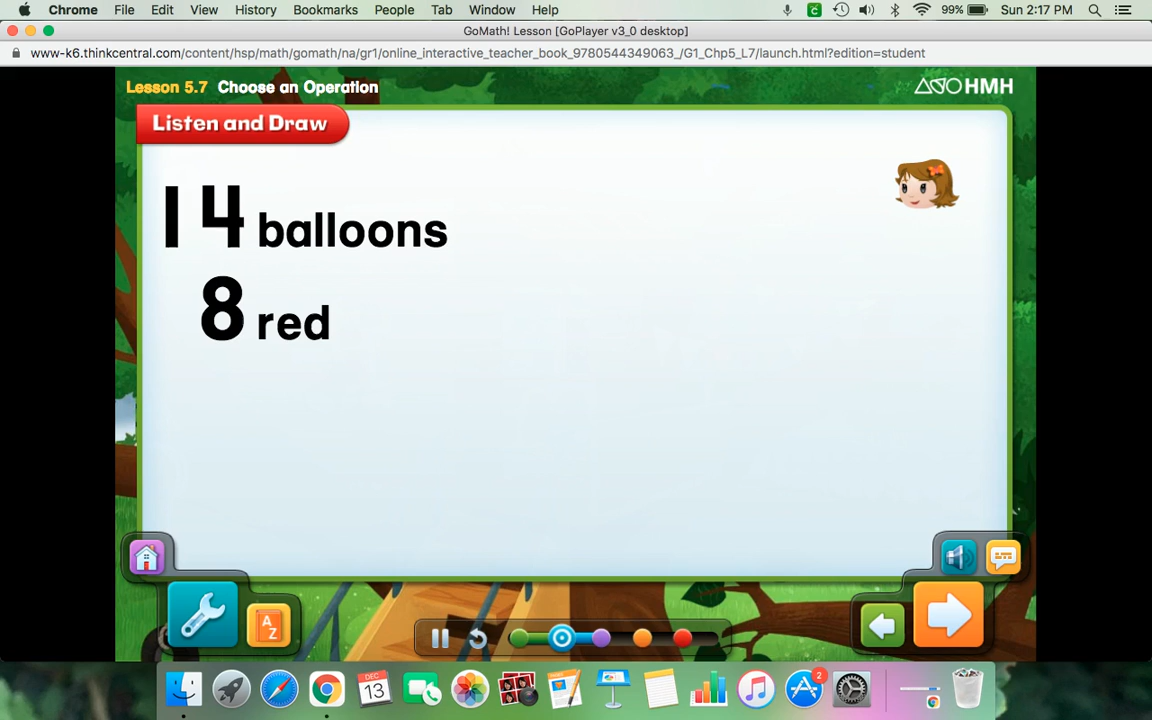 Chrome File Edit View History Bookmarks People Tab Window Help 99% Sun 2:17 PM
GoMath! Lesson [GoPlayer v3_0 desktop]
www-k6.thinkcentral.com/content/hsp/math/gomath/na/gr1/online_interactive_teacher_book_9780544349063_/G1_Chp5_L7/launch.html?edition=student
Lesson 5.7 Choose an Operation HMH
Listen and Draw
14 balloons
8 red
A
Z
DEC
13
2